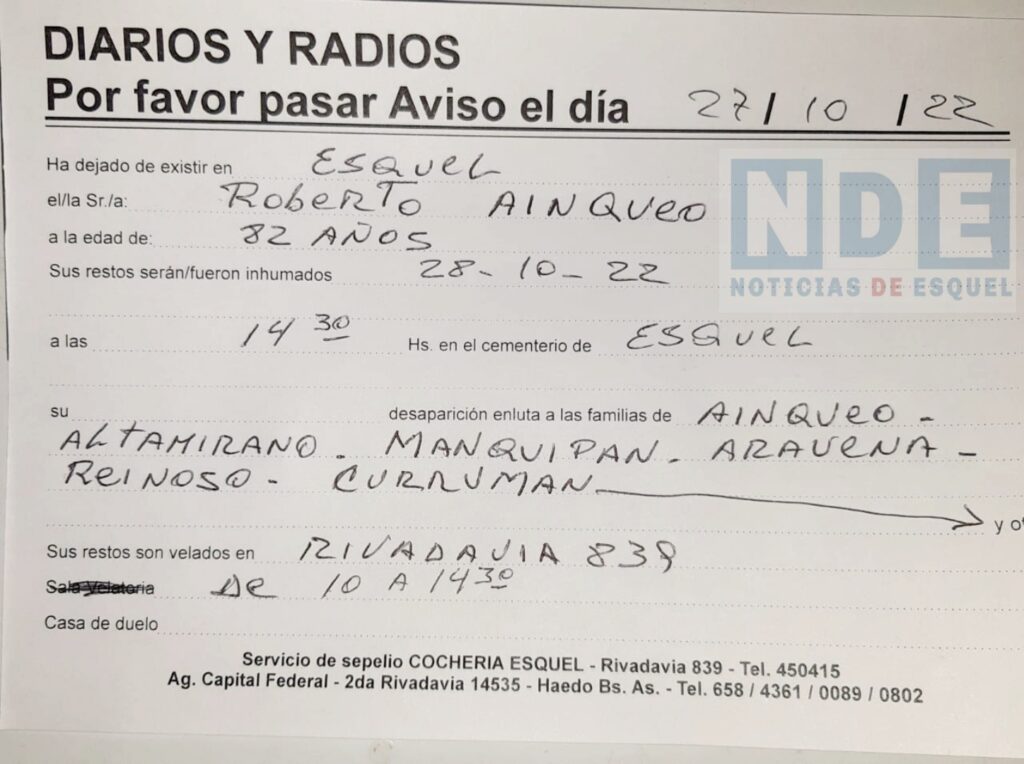 DIARIOS Y RADIOS
Por favor pasar Aviso el día 27/10/22
Ha dejado de existir en ESQUEL
el/la Sr./a: ROBERTO AINQUEO
a la edad de: 82 AÑOS
Sus restos serán/fueron inhumados 28-10-22
NDE
NOTICIAS DE ESQUEL
a las 14 30 Hs. en el cementerio de ESQUEL
su desaparición enluta a las familias de AINQUEO -
ALTAMIRANO. MANQUIPAN. ARAVENA -
REINOSO - CURRUMAN
y ot
Sus restos son velados en RIVADAVIA 839
Sala Velatoria DE 10 A 14 30
Casa de duelo
Servicio de sepelio COCHERIA ESQUEL - Rivadavia 839 - Tel. 450415
Ag. Capital Federal - 2da Rivadavia 14535 - Haedo Bs. As. - Tel. 658 / 4361 / 0089 / 0802